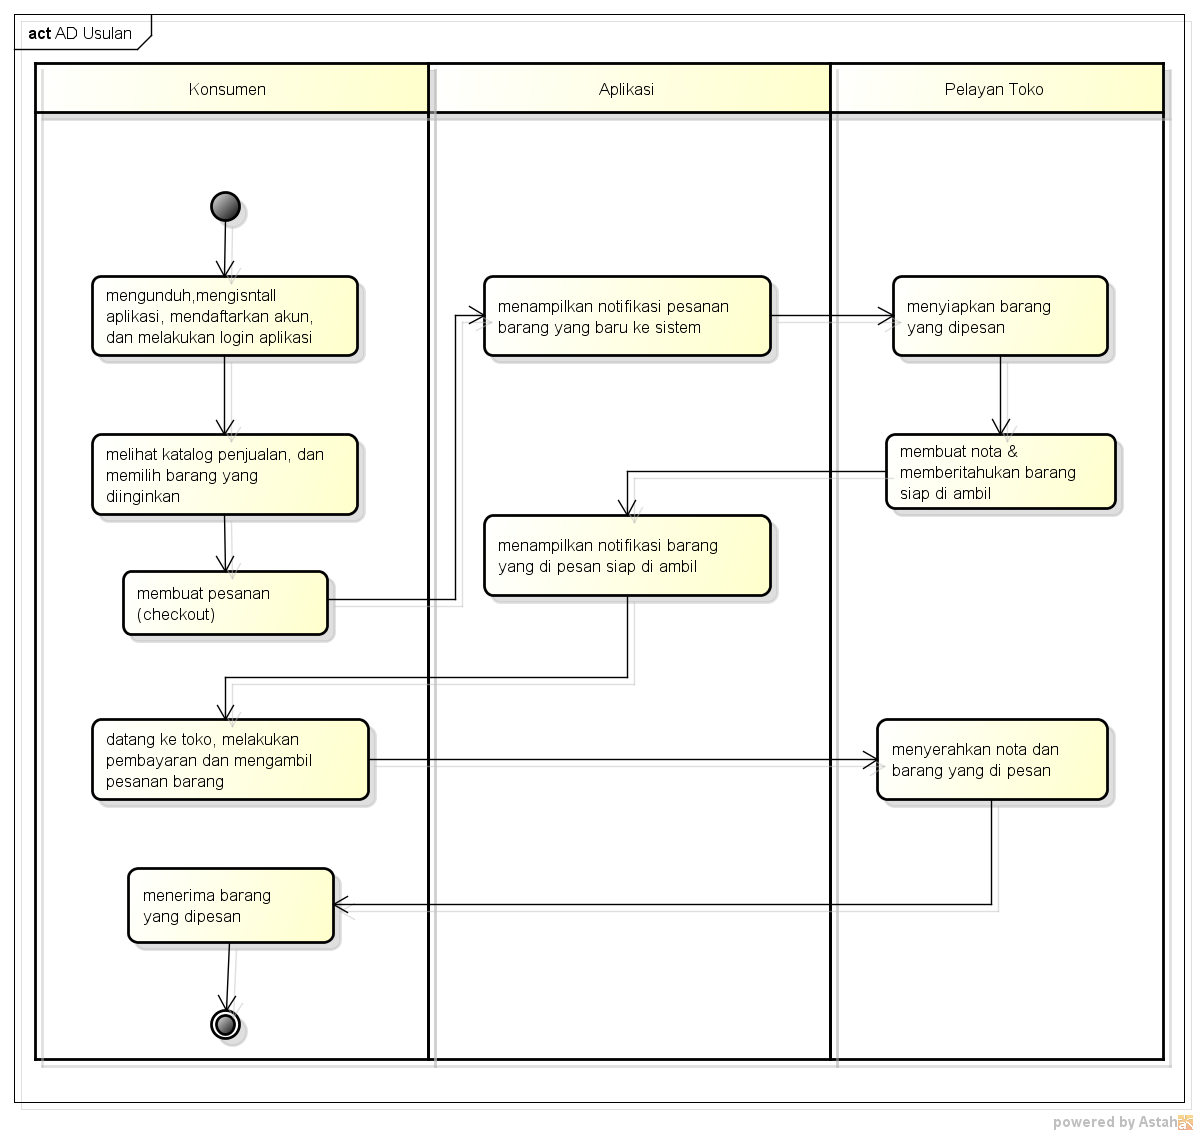 act AD Usulan
Konsumen
Aplikasi
Pelayan Toko
mengunduh,mengisntall
aplikasi, mendaftarkan akun,
dan melakukan login aplikasi
menampilkan notifikasi pesanan
barang yang baru ke sistem
menyiapkan barang
yang dipesan
melihat katalog penjualan, dan
memilih barang yang
diinginkan
membuat nota &
memberitahukan barang
siap di ambil
menampilkan notifikasi barang
yang di pesan siap di ambil
membuat pesanan
(checkout)
datang ke toko, melakukan
pembayaran dan mengambil
pesanan barang
menyerahkan nota dan
barang yang di pesan
menerima barang
yang dipesan
powered by Astah